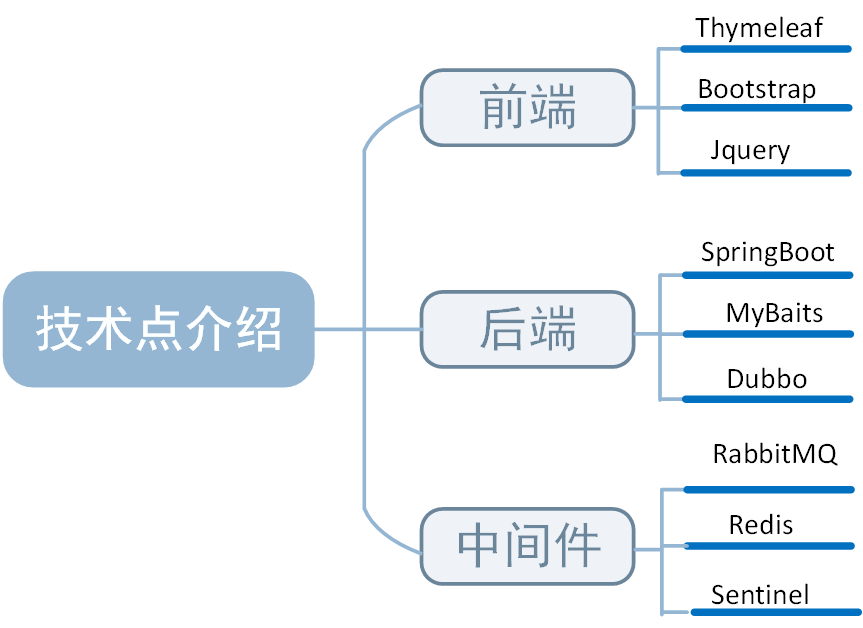 技术点介绍
前端
Thymeleaf
Bootstrap
Jquery
后端
SpringBoot
MyBaits
Dubbo
中间件
RabbitMQ
Redis
Sentinel